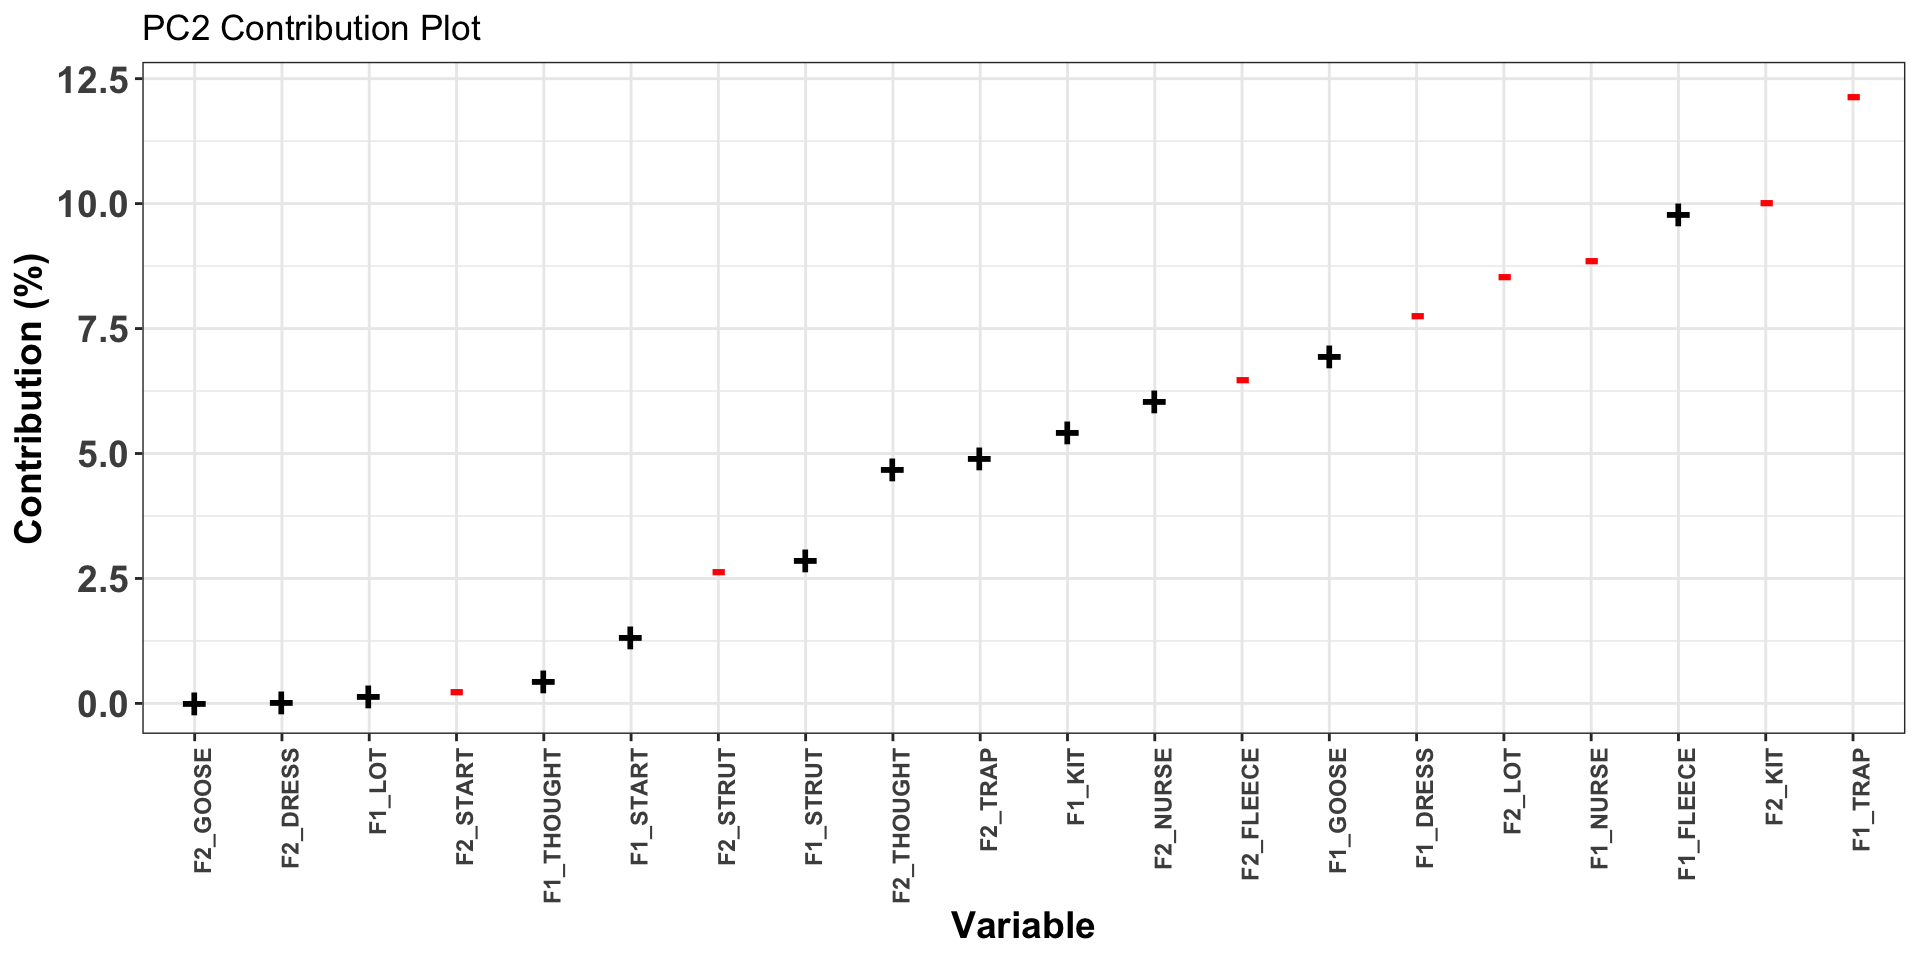 PC2 Contribution Plot
Contribution (%)
12.5
10.0
7.5
5.0
2.5
0.0
F2_GOOSE
F2_DRESS
F1_LOT
F2_START
F1_THOUGHT
F1_START
F2_STRUT
F1_STRUT
F2_THOUGHT
F2_TRAP
F1_KIT
F2_NURSE
F2_FLEECE
F1_GOOSE
F1_DRESS
F2_LOT
F1_NURSE
F1_FLEECE
F2_KIT
F1_TRAP
Variable